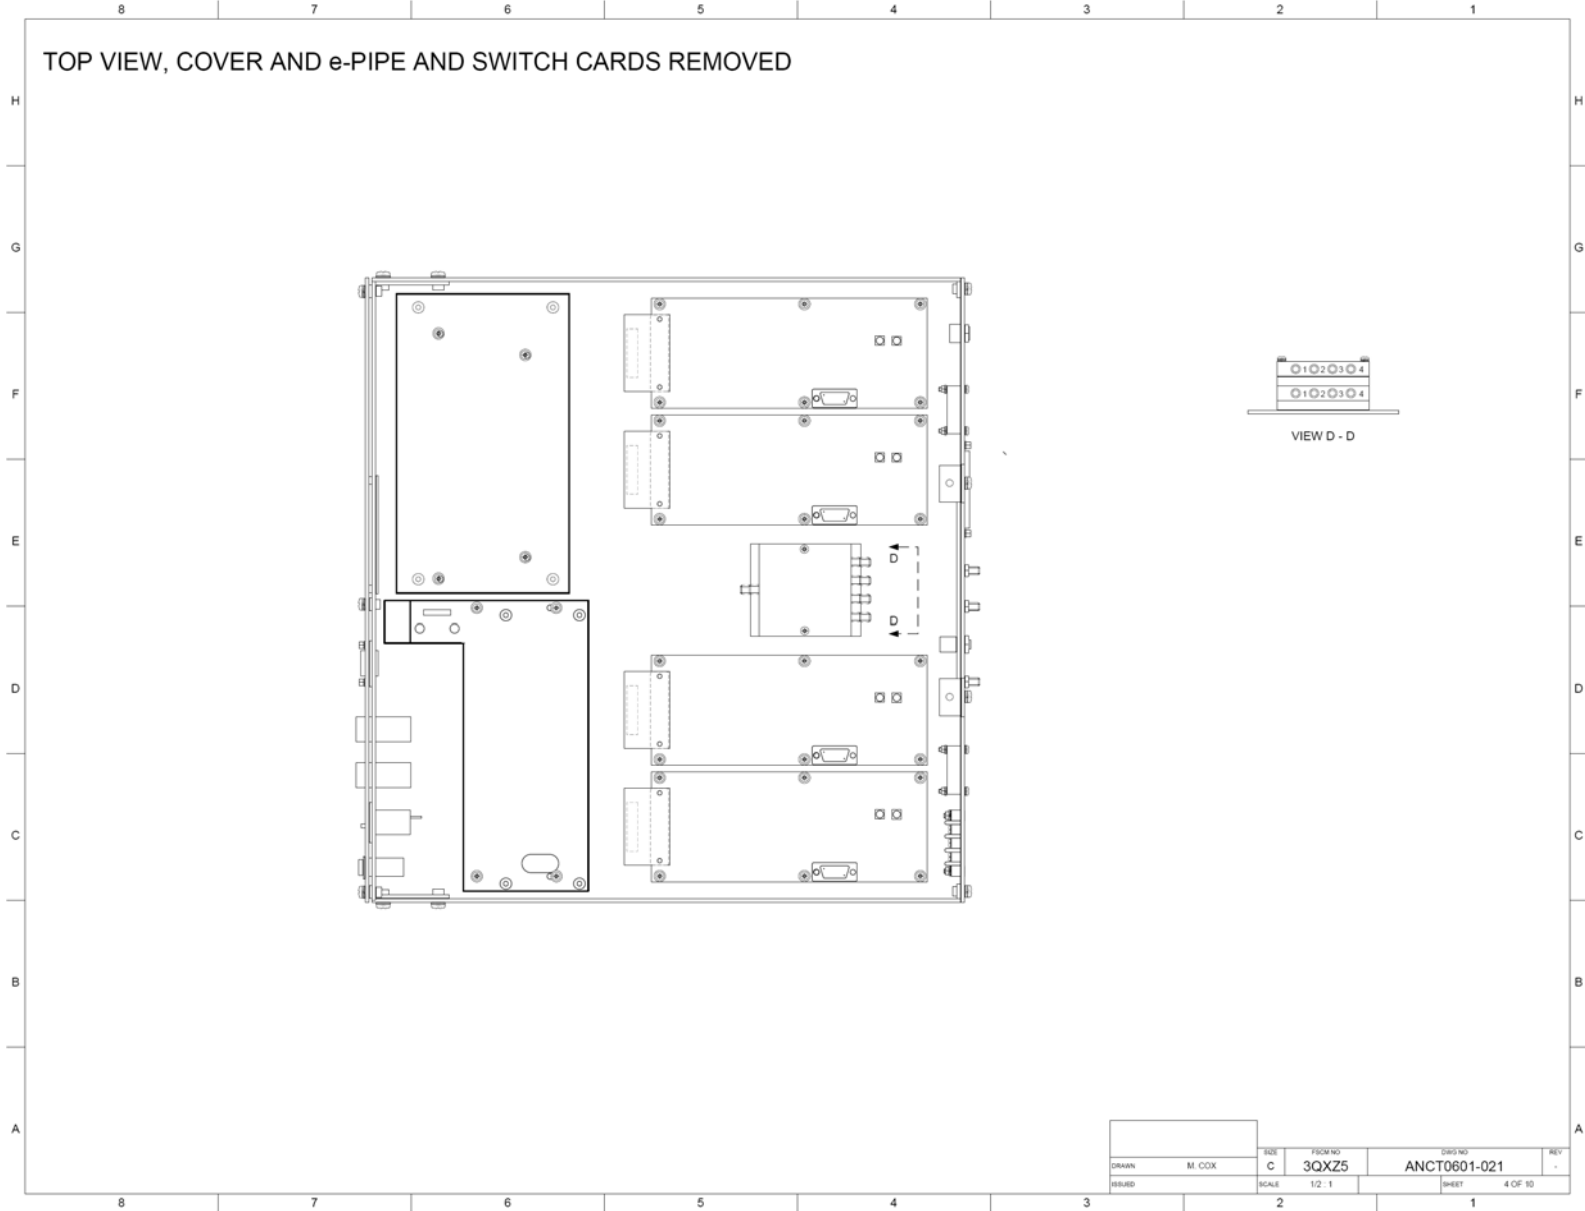 8 7 6 5 4 3 2 1
TOP VIEW, COVER AND e-PIPE AND SWITCH CARDS REMOVED
H H
G G
1 2 3 4
F F
1 2 3 4
VIEW D - D
E E
D
D
D D
C C
B B
A A
SIZE FSCM NO DWG NO REV
DRAWN M. COX C 3QXZ5 ANCT0601-021 -
ISSUED SCALE 1/2 : 1 SHEET 4 OF 10
8 7 6 5 4 3 2 1